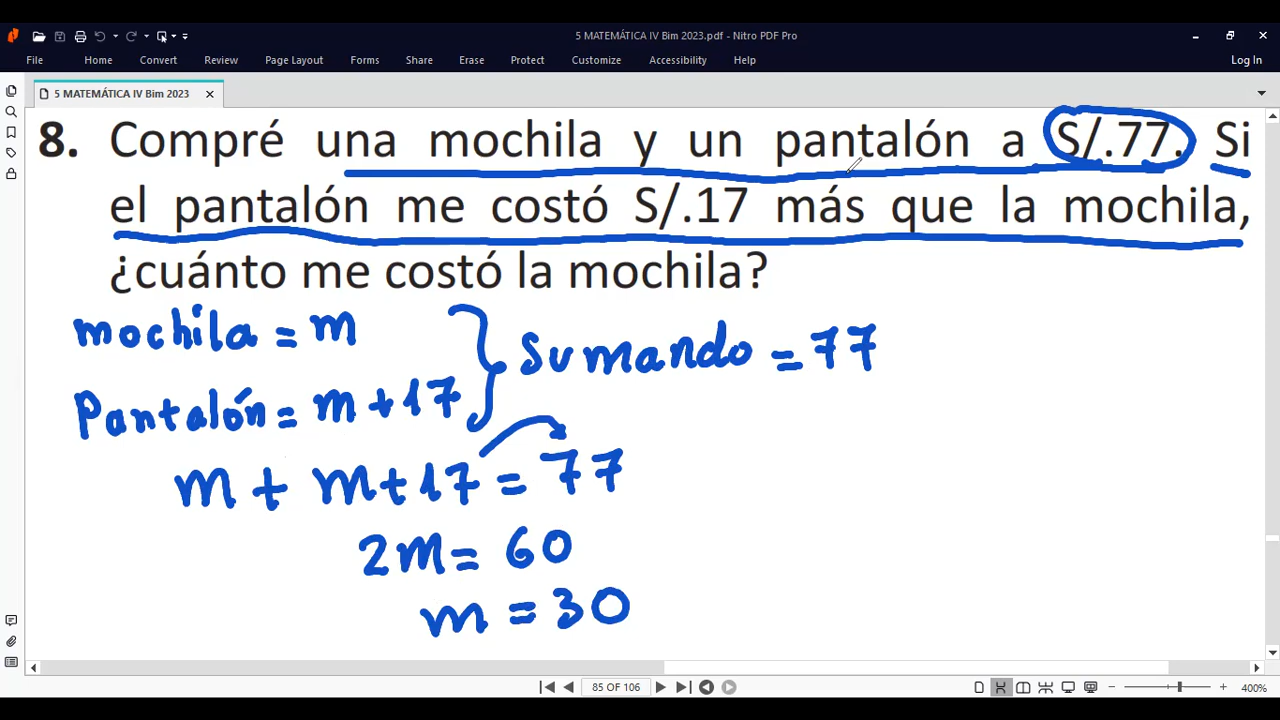 5 MATEMÁTICA IV Bim 2023.pdf - Nitro PDF Pro
File Home Convert Review Page Layout Forms Share Erase Protect Customize Accessibility Help Log In
5 MATEMÁTICA IV Bim 2023
8. Compré una mochila y un pantalón a S/.77. Si
el pantalón me costó S/.17 más que la mochila,
¿cuánto me costó la mochila?
mochila = m
Pantalón = m + 17
Sumando = 77
m + m + 17 = 77
2m = 60
m = 30
85 OF 106
400%